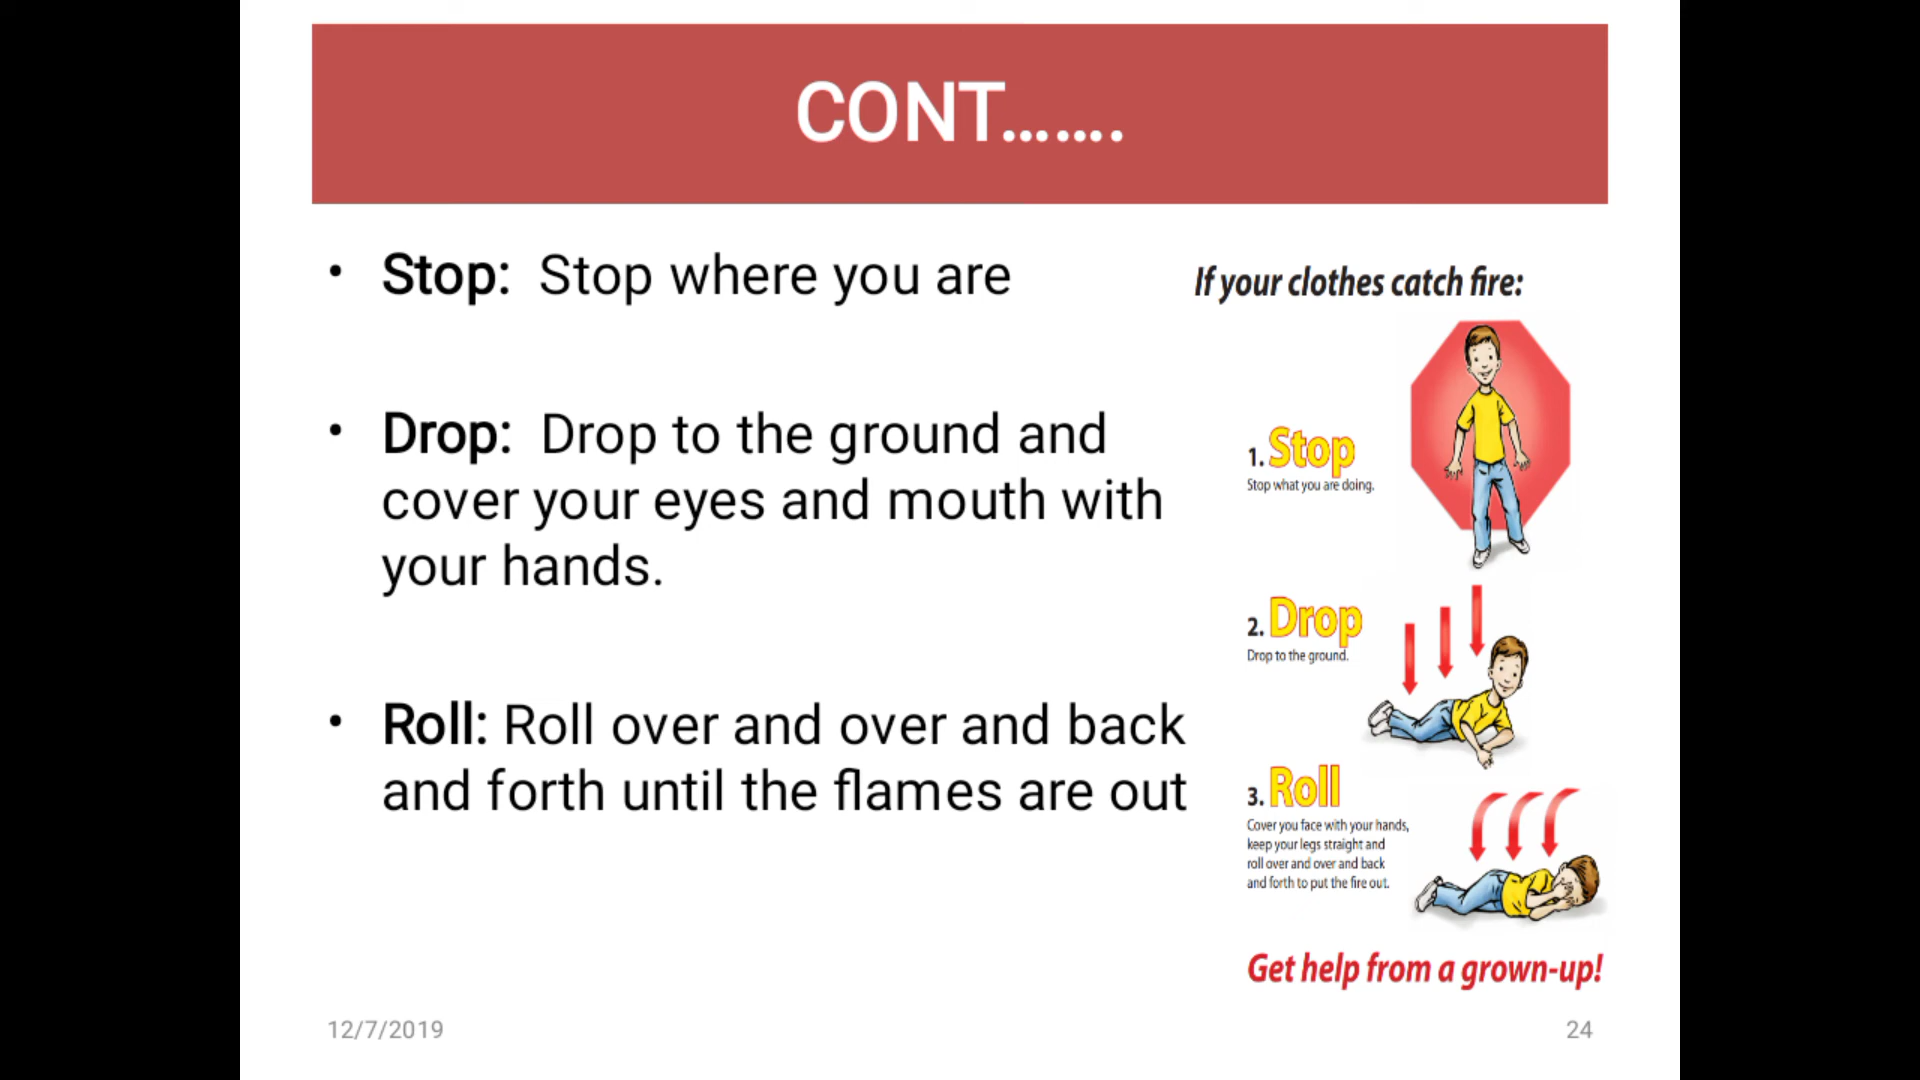 CONT.......
• Stop:  Stop where you are
• Drop:  Drop to the ground and
cover your eyes and mouth with
your hands.
• Roll: Roll over and over and back
and forth until the flames are out
If your clothes catch fire:
1. Stop
Stop what you are doing.
2. Drop
Drop to the ground.
3. Roll
Cover you face with your hands,
keep your legs straight and
roll over and over and back
and forth to put the fire out.
Get help from a grown-up!
12/7/2019
24